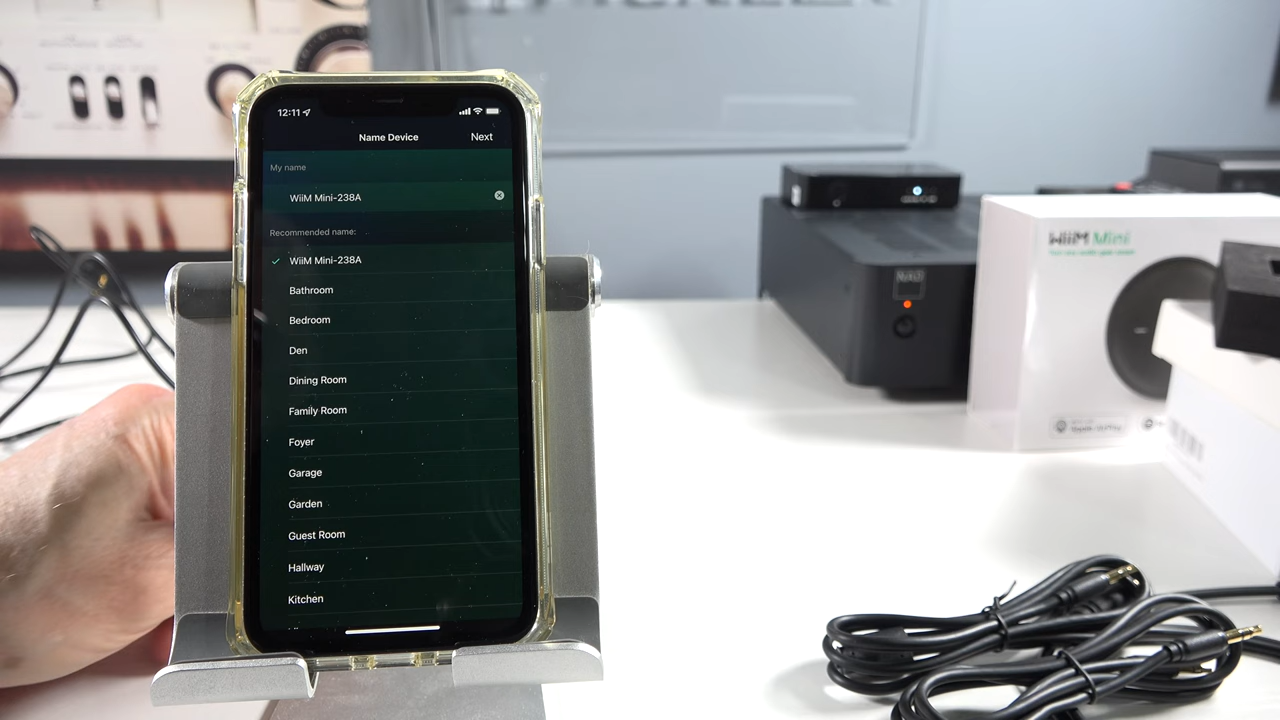 12:11
Name Device
Next
My name
WiiM Mini-238A
Recommended name:
WiiM Mini-238A
Bathroom
Bedroom
Den
Dining Room
Family Room
Foyer
Garage
Garden
Guest Room
Hallway
Kitchen
NAD
WiiM Mini